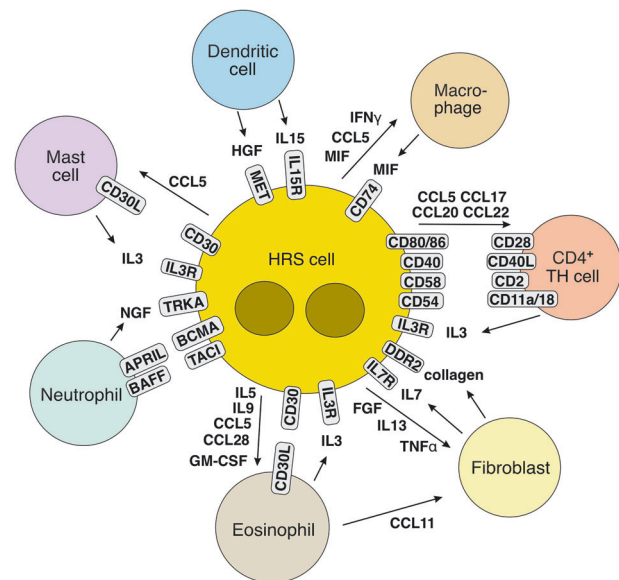 Dendritic
cell
Macro-
phage
IFNγ
CCL5
MIF
MIF
HGF
IL15
MET
IL15R
CD74
Mast
cell
CD30L
CCL5
IL3
CD30
IL3R
HRS cell
CCL5 CCL17
CCL20 CCL22
CD80/86
CD40
CD58
CD54
CD28
CD40L
CD2
CD11a/18
CD4+
TH cell
IL3R
IL3
NGF
TRKA
BCMA
TACI
APRIL
BAFF
Neutrophil
DDR2
collagen
IL7R
IL7
FGF
IL13
TNFα
Fibroblast
IL5
IL9
CCL5
CCL28
GM-CSF
CD30
IL3R
IL3
CD30L
Eosinophil
CCL11